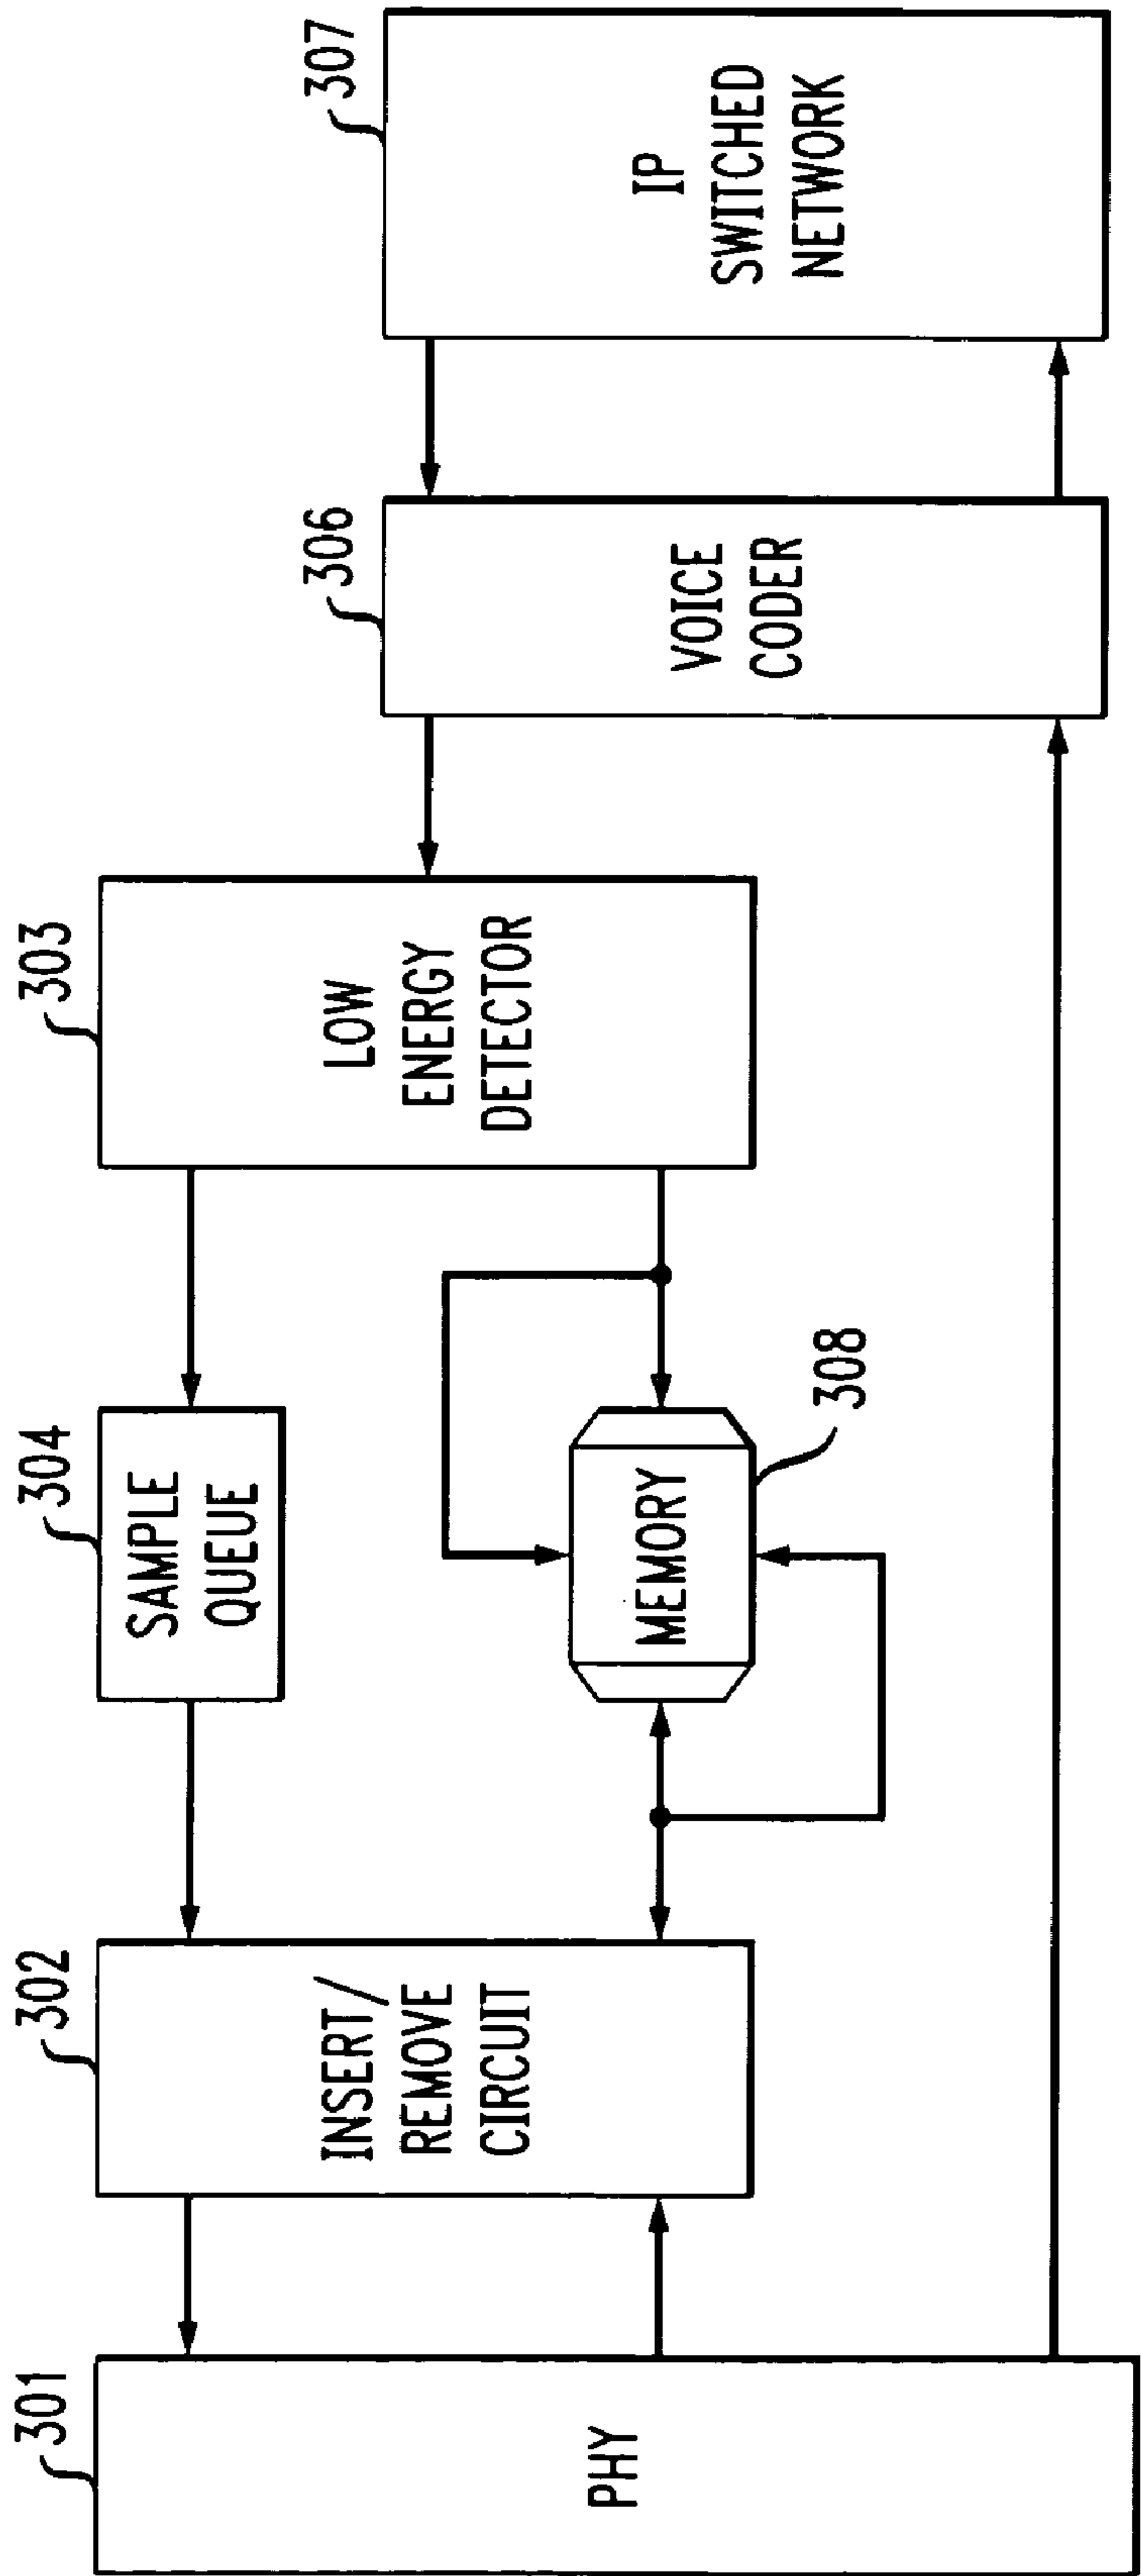 301
PHY
302
INSERT/
REMOVE
CIRCUIT
304
SAMPLE
QUEUE
MEMORY
308
303
LOW
ENERGY
DETECTOR
306
VOICE
CODER
307
IP
SWITCHED
NETWORK